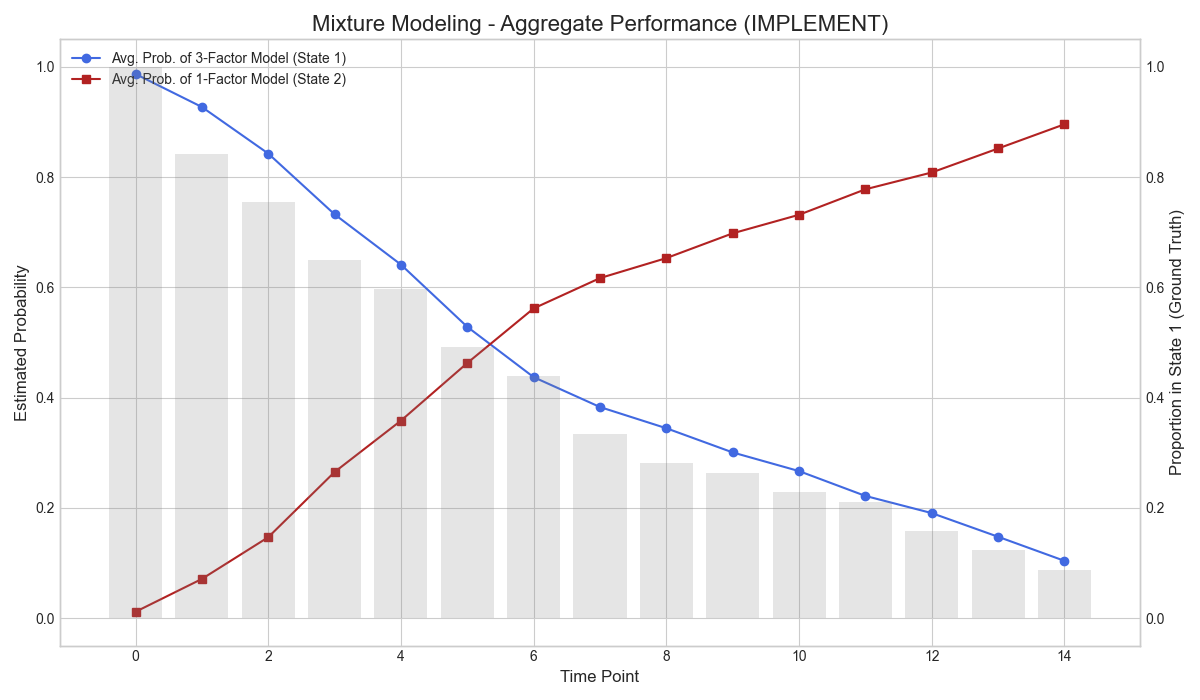 Mixture Modeling - Aggregate Performance (IMPLEMENT)
Avg. Prob. of 3-Factor Model (State 1)
Avg. Prob. of 1-Factor Model (State 2)
Estimated Probability
1.0
0.8
0.6
0.4
0.2
0.0
1.0
0.8
0.6
0.4
0.2
0.0
Proportion in State 1 (Ground Truth)
0 2 4 6 8 10 12 14
Time Point